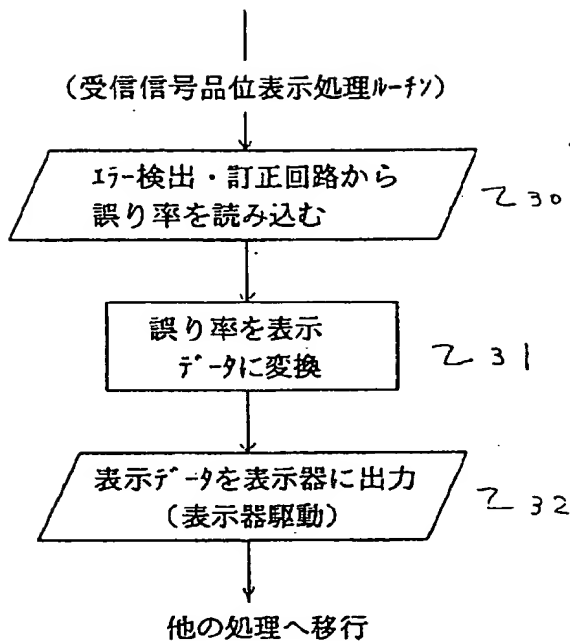 (受信信号品位表示処理ﾙｰﾁﾝ)
ｴﾗｰ検出・訂正回路から
誤り率を読み込む
30
誤り率を表示
ﾃﾞｰﾀに変換
31
表示ﾃﾞｰﾀを表示器に出力
(表示器駆動)
32
他の処理へ移行